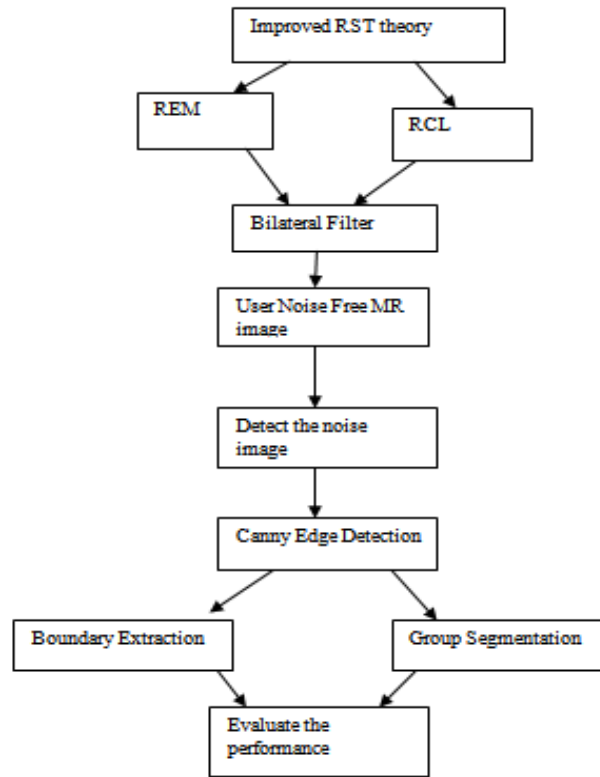 Improved RST theory
REM
RCL
Bilateral Filter
User Noise Free MR
image
Detect the noise
image
Canny Edge Detection
Boundary Extraction
Group Segmentation
Evaluate the
performance